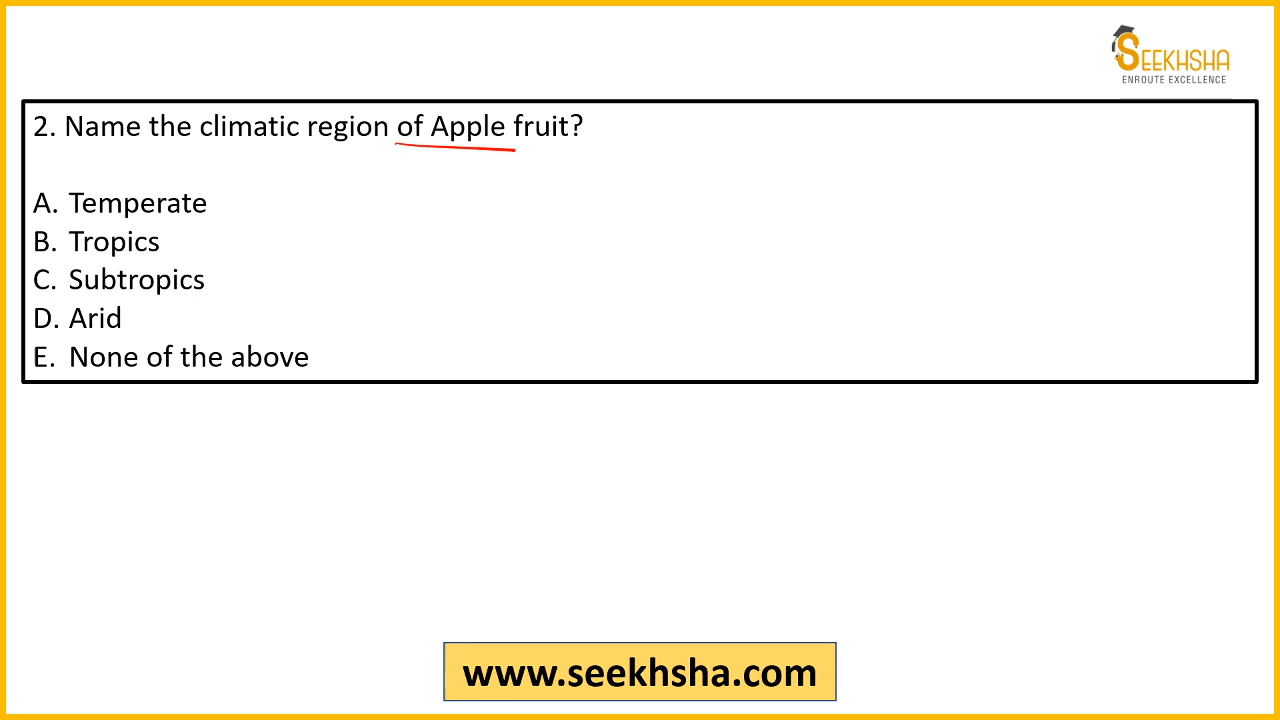 SEEKHSHA
ENROUTE EXCELLENCE
2. Name the climatic region of Apple fruit?
A. Temperate
B. Tropics
C. Subtropics
D. Arid
E. None of the above
www.seekhsha.com